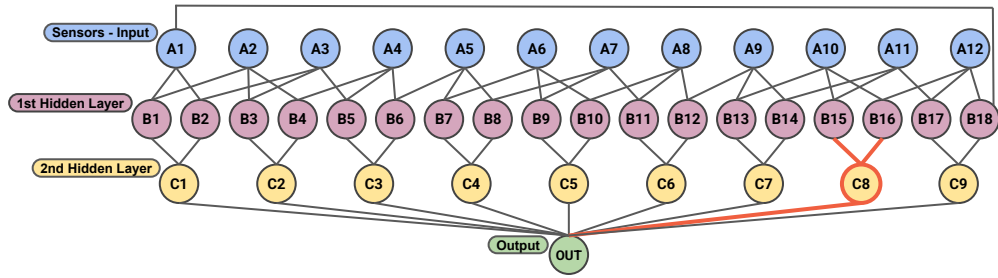 Sensors - Input
A1 A2 A3 A4 A5 A6 A7 A8 A9 A10 A11 A12
1st Hidden Layer
B1 B2 B3 B4 B5 B6 B7 B8 B9 B10 B11 B12 B13 B14 B15 B16 B17 B18
2nd Hidden Layer
C1 C2 C3 C4 C5 C6 C7 C8 C9
Output
OUT